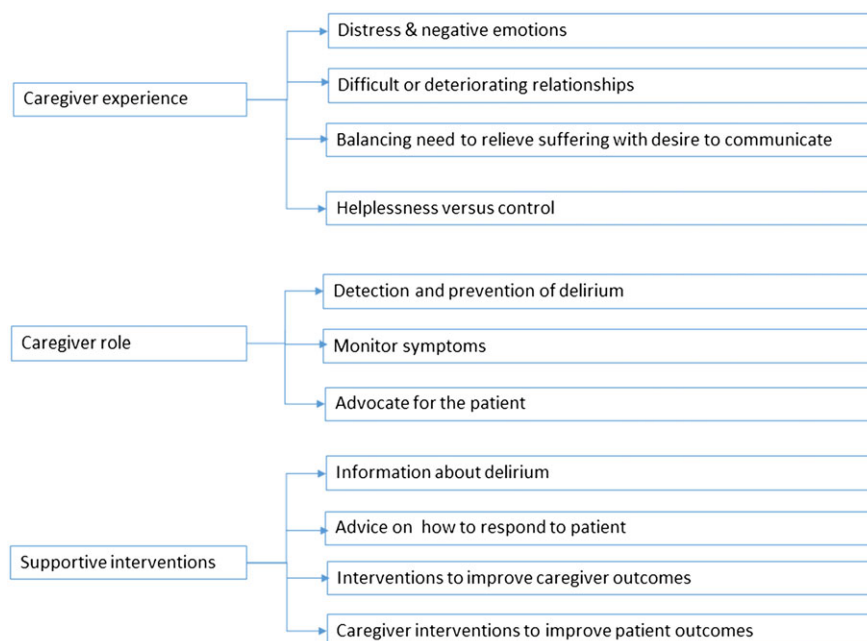 Caregiver experience
Distress & negative emotions
Difficult or deteriorating relationships
Balancing need to relieve suffering with desire to communicate
Helplessness versus control
Caregiver role
Detection and prevention of delirium
Monitor symptoms
Advocate for the patient
Supportive interventions
Information about delirium
Advice on how to respond to patient
Interventions to improve caregiver outcomes
Caregiver interventions to improve patient outcomes